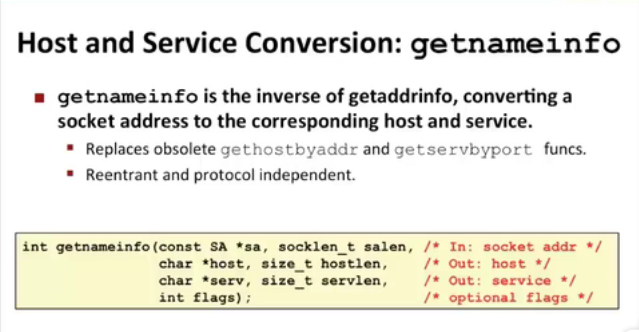 Host and Service Conversion: getnameinfo
getnameinfo is the inverse of getaddrinfo, converting a
socket address to the corresponding host and service.
Replaces obsolete gethostbyaddr and getservbyport funcs.
Reentrant and protocol independent.
int getnameinfo(const SA *sa, socklen_t salen, /* In: socket addr */
char *host, size_t hostlen, /* Out: host */
char *serv, size_t servlen, /* Out: service */
int flags); /* optional flags */